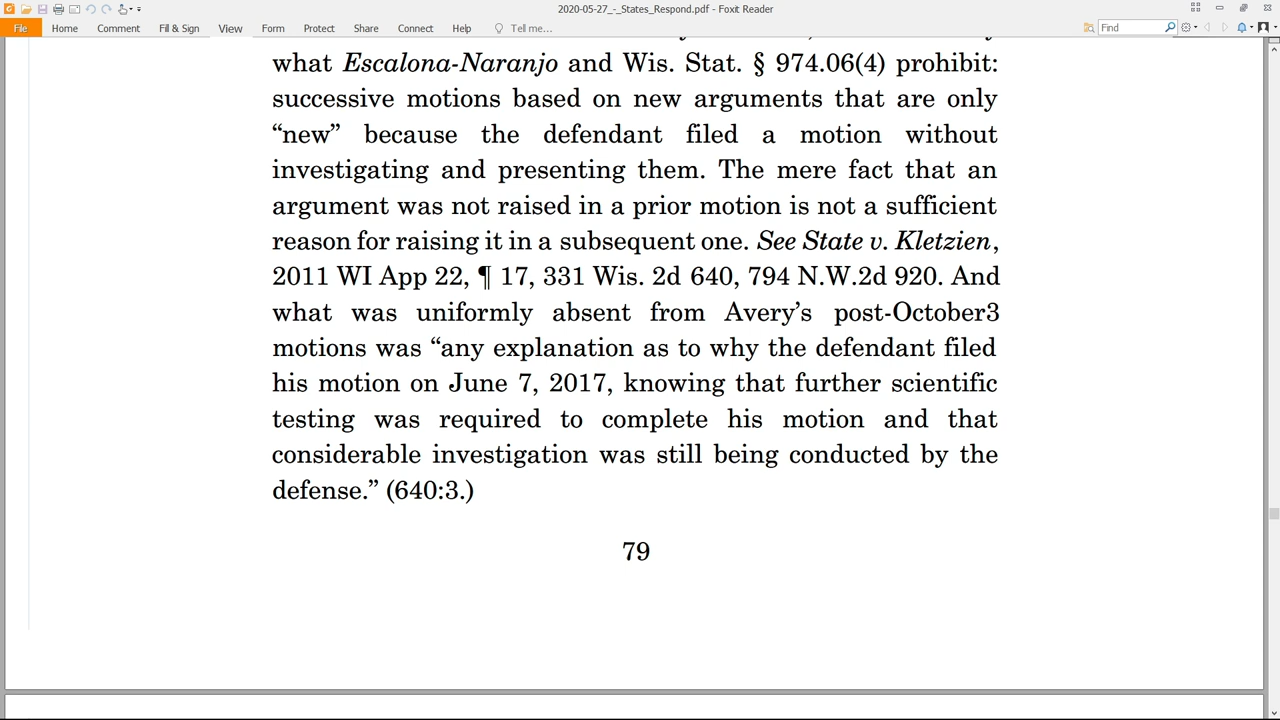 2020-05-27_-_States_Respond.pdf - Foxit Reader
File Home Comment Fill & Sign View Form Protect Share Connect Help Tell me… Find
what Escalona-Naranjo and Wis. Stat. § 974.06(4) prohibit:
successive motions based on new arguments that are only
“new” because the defendant filed a motion without
investigating and presenting them. The mere fact that an
argument was not raised in a prior motion is not a sufficient
reason for raising it in a subsequent one. See State v. Kletzien,
2011 WI App 22, ¶ 17, 331 Wis. 2d 640, 794 N.W.2d 920. And
what was uniformly absent from Avery’s post-October3
motions was “any explanation as to why the defendant filed
his motion on June 7, 2017, knowing that further scientific
testing was required to complete his motion and that
considerable investigation was still being conducted by the
defense.” (640:3.)
79